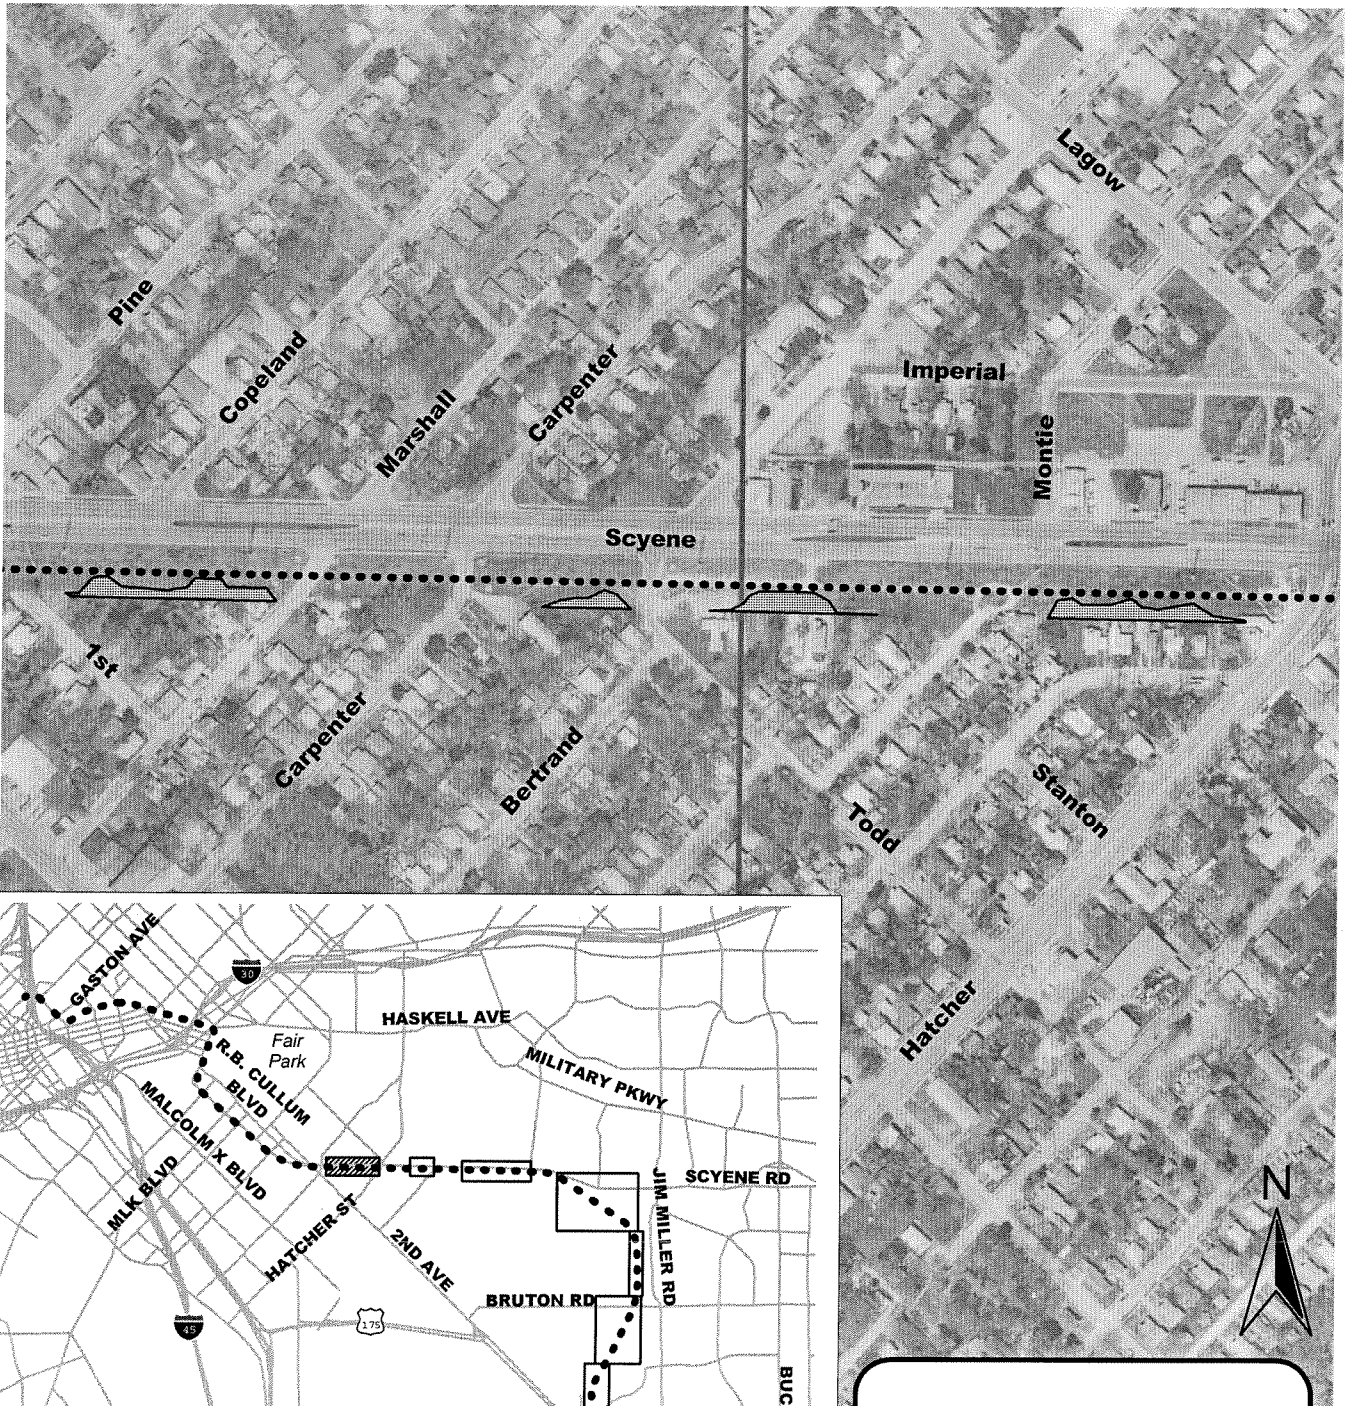 Lagow
Pine
Imperial
Copeland
Carpenter
Marshall
Montie
Scyene
1st
Carpenter
Bertrand
Stanton
Todd
Hatcher
N
GASTON AVE
30
HASKELL AVE
Fair
Park
R.B. CULLUM
BLVD
MILITARY PKWY
MALCOLM X BLVD
MLK BLVD
SCYENE RD
JIM MILLER RD
HATCHER ST
2ND AVE
BRUTON RD
175
45
BUC